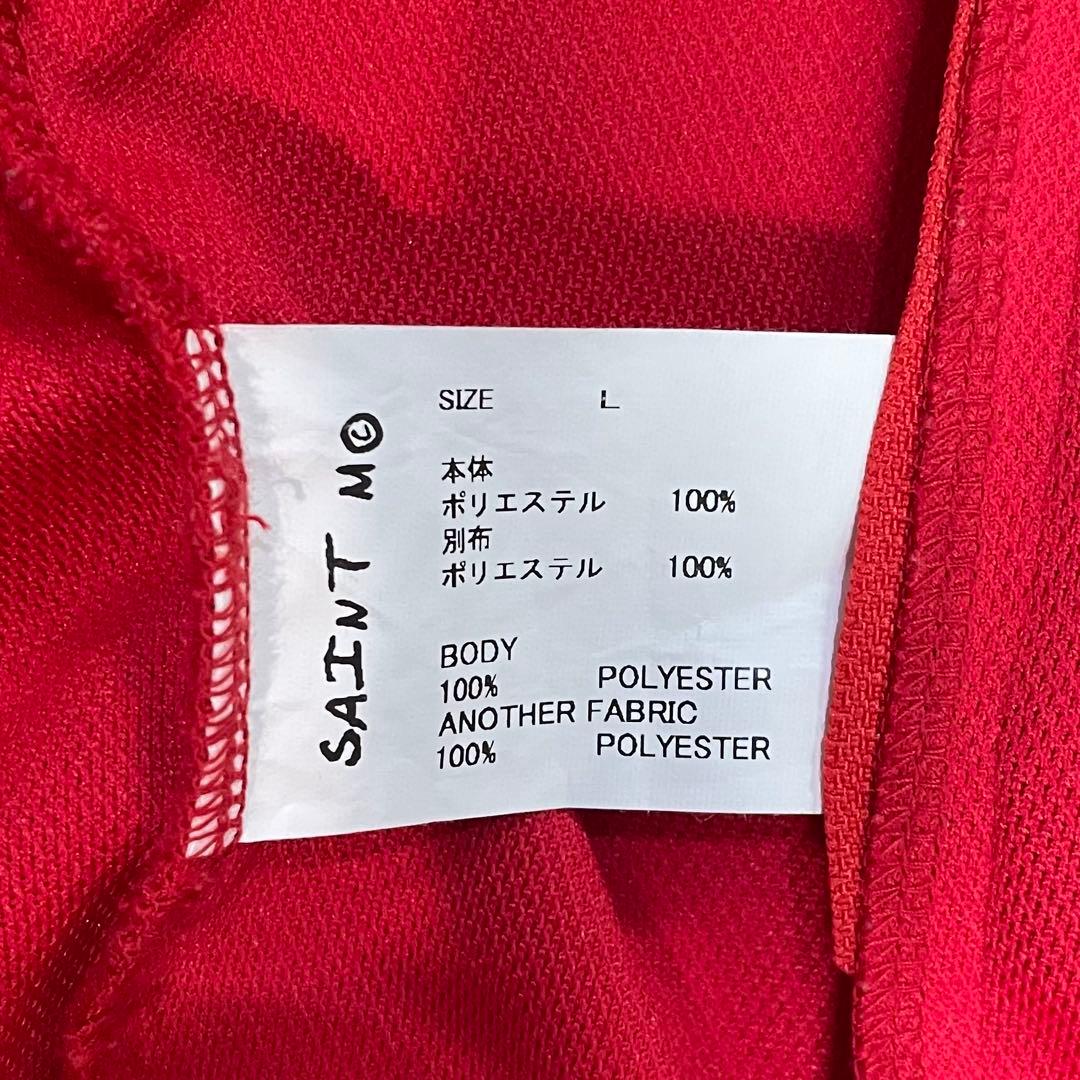 SAINT M©
SIZE L
本体
ポリエステル 100%
別布
ポリエステル 100%
BODY
100% POLYESTER
ANOTHER FABRIC
100% POLYESTER